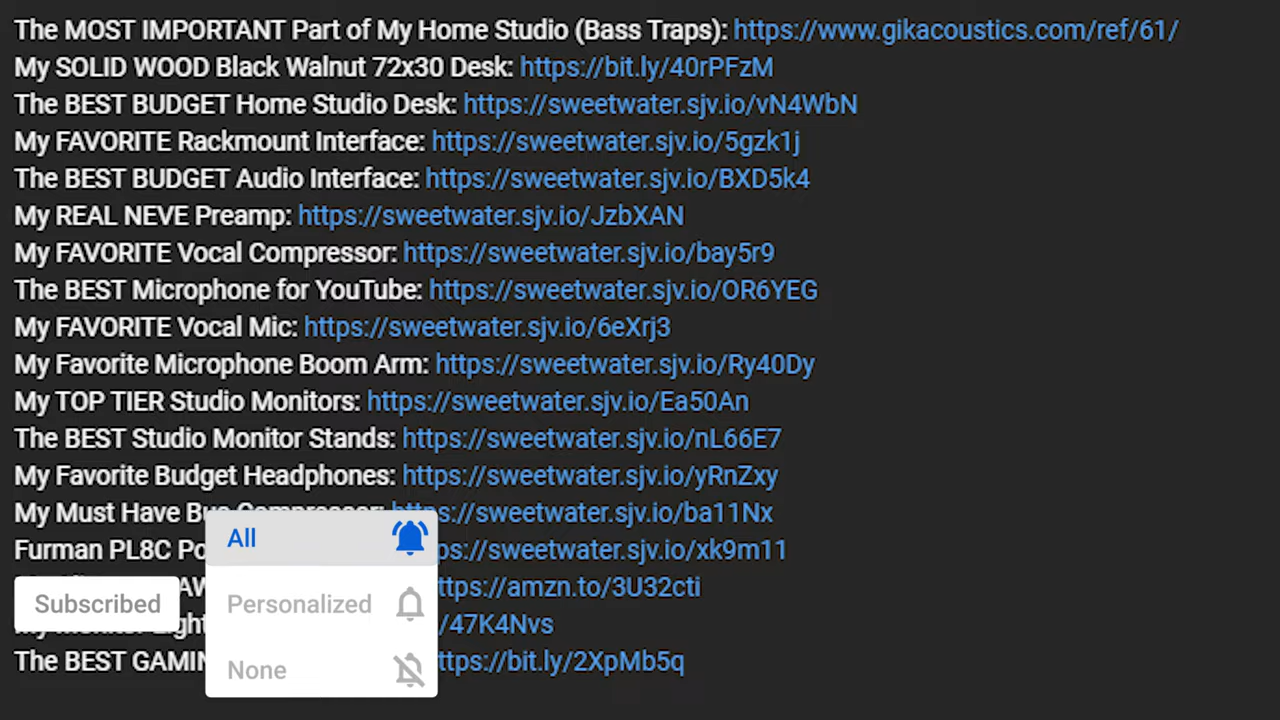 The MOST IMPORTANT Part of My Home Studio (Bass Traps): https://www.gikacoustics.com/ref/61/
My SOLID WOOD Black Walnut 72x30 Desk: https://bit.ly/40rPFzM
The BEST BUDGET Home Studio Desk: https://sweetwater.sjv.io/vN4WbN
My FAVORITE Rackmount Interface: https://sweetwater.sjv.io/5gzk1j
The BEST BUDGET Audio Interface: https://sweetwater.sjv.io/BXD5k4
My REAL NEVE Preamp: https://sweetwater.sjv.io/JzbXAN
My FAVORITE Vocal Compressor: https://sweetwater.sjv.io/bay5r9
The BEST Microphone for YouTube: https://sweetwater.sjv.io/OR6YEG
My FAVORITE Vocal Mic: https://sweetwater.sjv.io/6eXrj3
My Favorite Microphone Boom Arm: https://sweetwater.sjv.io/Ry40Dy
My TOP TIER Studio Monitors: https://sweetwater.sjv.io/Ea50An
The BEST Studio Monitor Stands: https://sweetwater.sjv.io/nL66E7
My Favorite Budget Headphones: https://sweetwater.sjv.io/yRnZxy
My Must Have Bus Compressor: https://sweetwater.sjv.io/ba11Nx
All
Furman PL8C ps://sweetwater.sjv.io/xk9m11
ttps://amzn.to/3U32cti
Subscribed
Personalized
/47K4Nvs
The BEST ttps://bit.ly/2XpMb5q
None